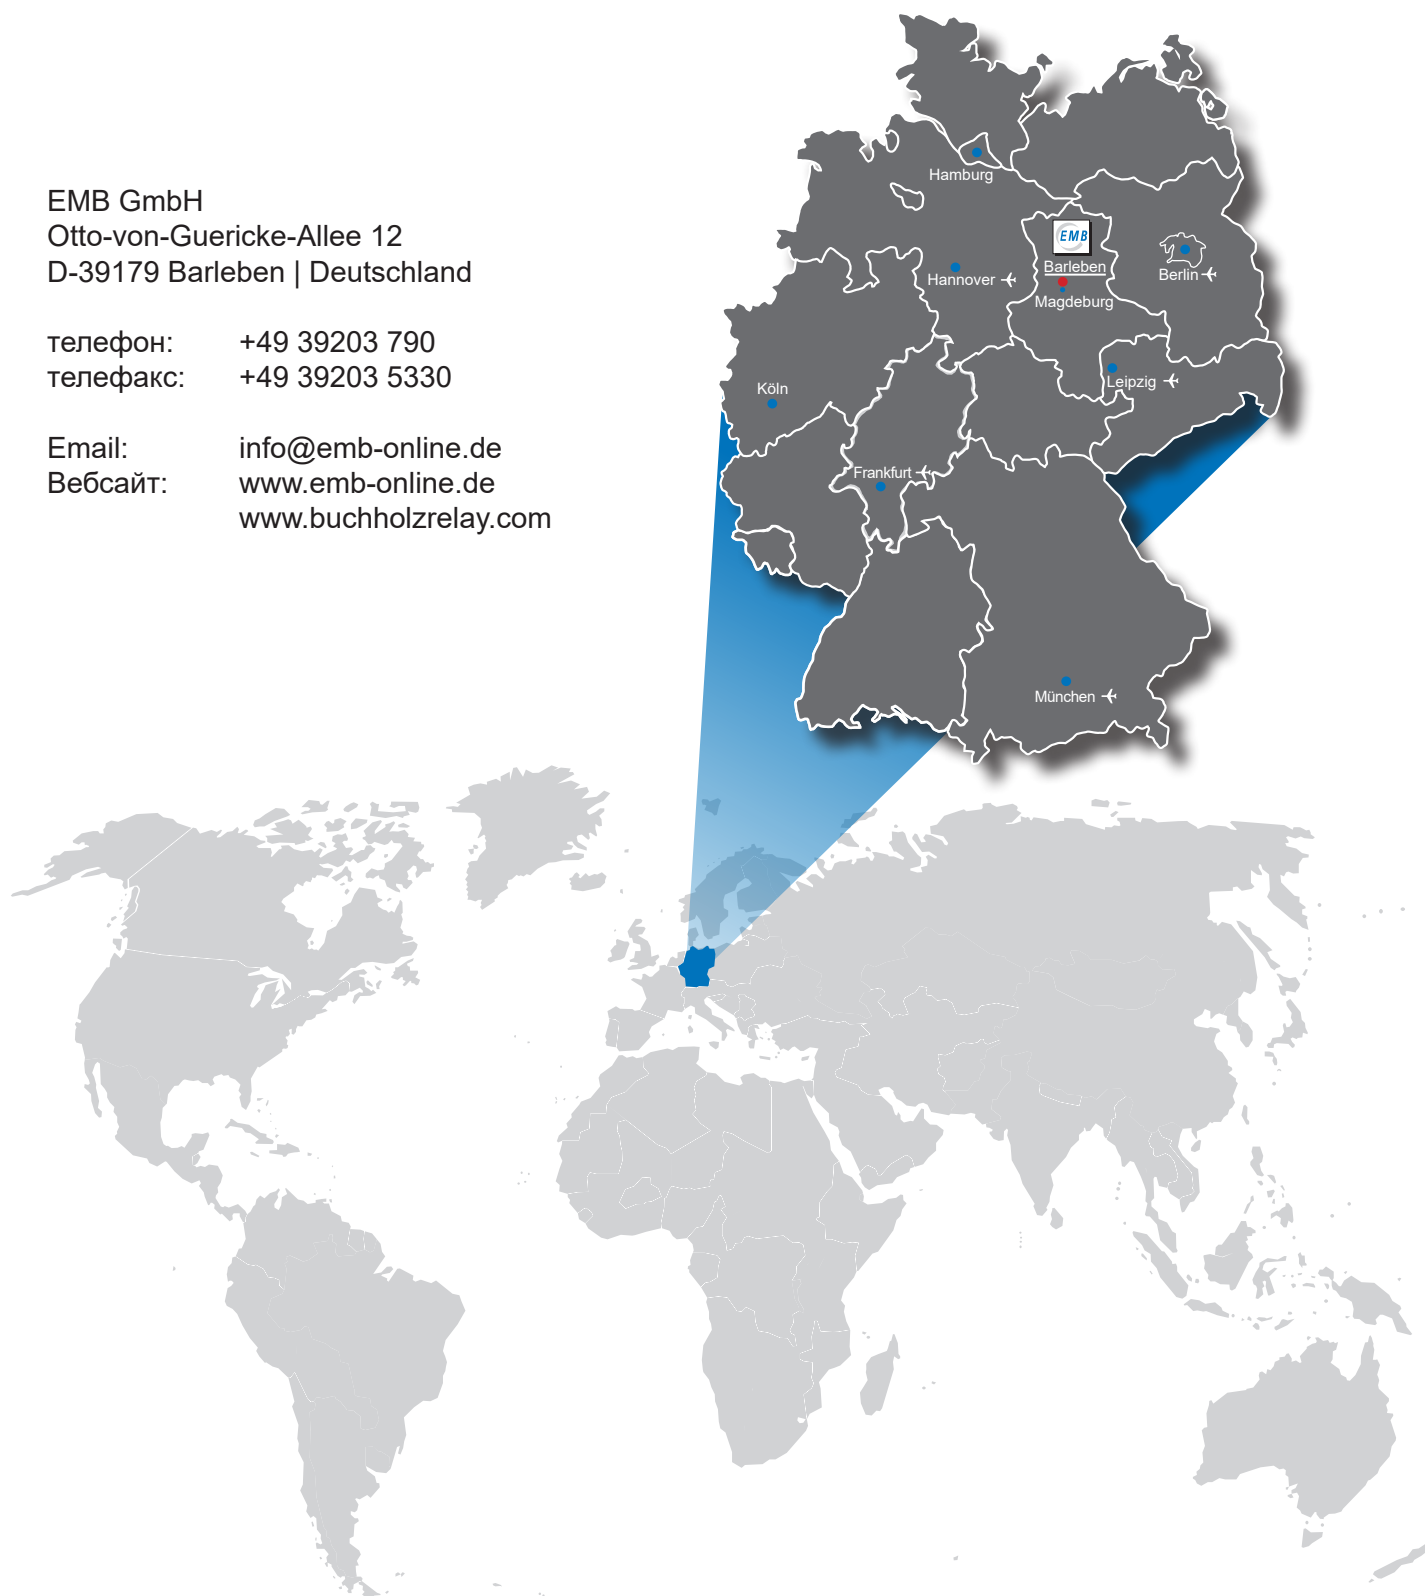 EMB GmbH
Otto-von-Guericke-Allee 12
D-39179 Barleben | Deutschland
телефон: +49 39203 790
телефакс: +49 39203 5330
Email: info@emb-online.de
Вебсайт: www.emb-online.de
www.buchholzrelay.com
Hamburg
EMB
Barleben
Hannover
Berlin
Magdeburg
Leipzig
Köln
Frankfurt
München